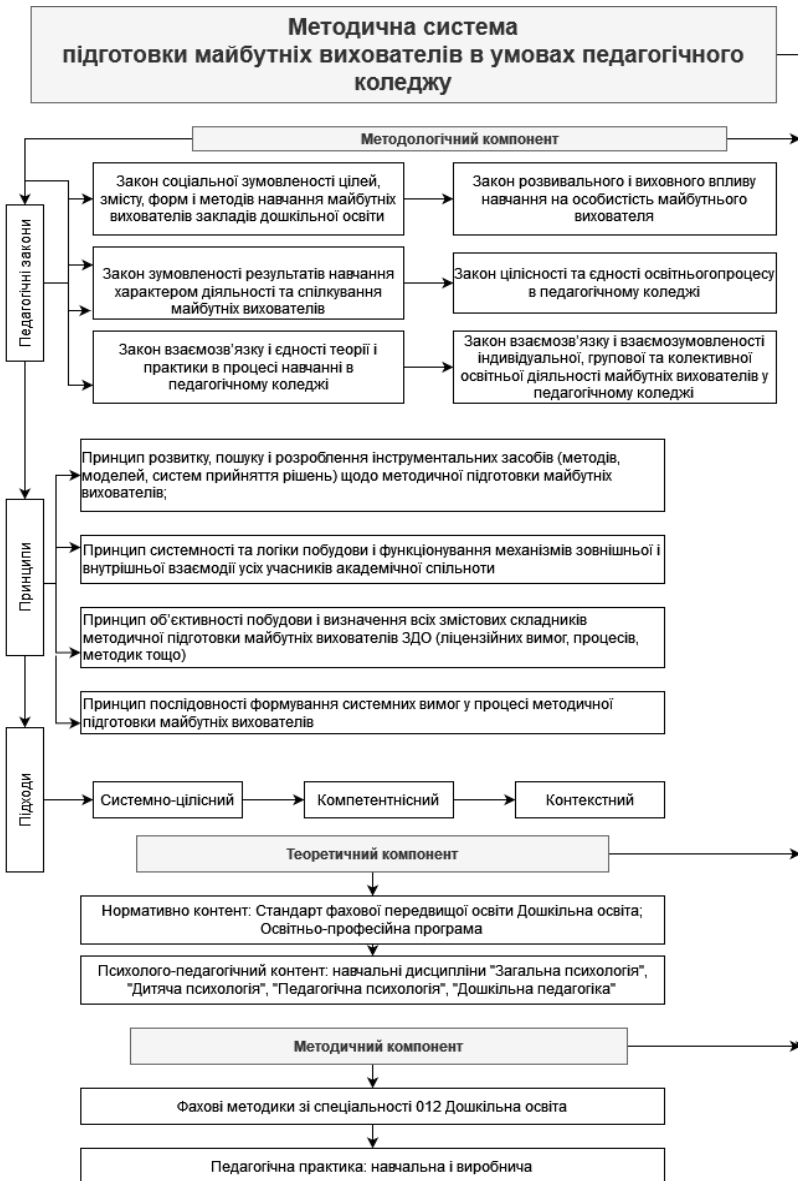 Методична система
підготовки майбутніх вихователів в умовах педагогічного
коледжу
Методологічний компонент
Педагогічні закони
Закон соціальної зумовленості цілей,
змісту, форм і методів навчання майбутніх
вихователів закладів дошкільної освіти
Закон розвивального і виховного впливу
навчання на особистість майбутнього
вихователя
Закон зумовленості результатів навчання
характером діяльності та спілкування
майбутніх вихователів
Закон цілісності та єдності освітньогопроцесу
в педагогічному коледжі
Закон взаємозв’язку і єдності теорії і
практики в процесі навчанні в
педагогічному коледжі
Закон взаємозв’язку і взаємозумовленості
індивідуальної, групової та колективної
освітньої діяльності майбутніх вихователів у
педагогічному коледжі
Принципи
Принцип розвитку, пошуку і розроблення інструментальних засобів (методів,
моделей, систем прийняття рішень) щодо методичної підготовки майбутніх
вихователів;
Принцип системності та логіки побудови і функціонування механізмів зовнішньої і
внутрішньої взаємодії усіх учасників академічної спільноти
Принцип об’єктивності побудови і визначення всіх змістових складників
методичної підготовки майбутніх вихователів ЗДО (ліцензійних вимог, процесів,
методик тощо)
Принцип послідовності формування системних вимог у процесі методичної
підготовки майбутніх вихователів
Підходи
Системно-цілісний
Компетентнісний
Контекстний
Теоретичний компонент
Нормативно контент: Стандарт фахової передвищої освіти Дошкільна освіта;
Освітньо-професійна програма
Психолого-педагогічний контент: навчальні дисципліни "Загальна психологія",
"Дитяча психологія", "Педагогічна психологія", "Дошкільна педагогіка"
Методичний компонент
Фахові методики зі спеціальності 012 Дошкільна освіта
Педагогічна практика: навчальна і виробнича